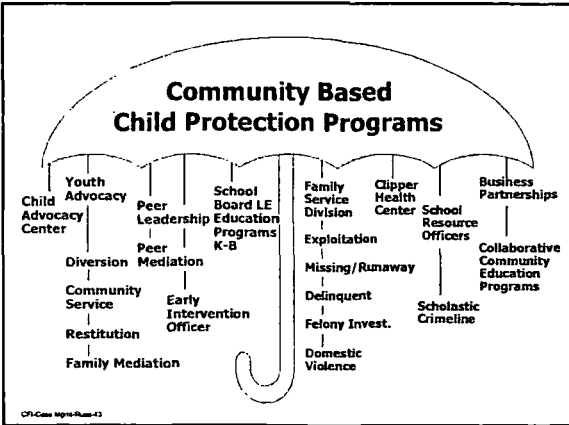 Community Based
Child Protection Programs
Child
Advocacy
Center
Youth
Advocacy
Diversion
Community
Service
Restitution
Family Mediation
Peer
Leadership
Peer
Mediation
Early
Intervention
Officer
School
Board LE
Education
Programs
K-B
Family
Service
Division
Exploitation
Missing/Runaway
Delinquent
Felony Invest.
Domestic
Violence
Clipper
Health
Center
School
Resource
Officers
Scholastic
Crimeline
Business
Partnerships
Collaborative
Community
Education
Programs